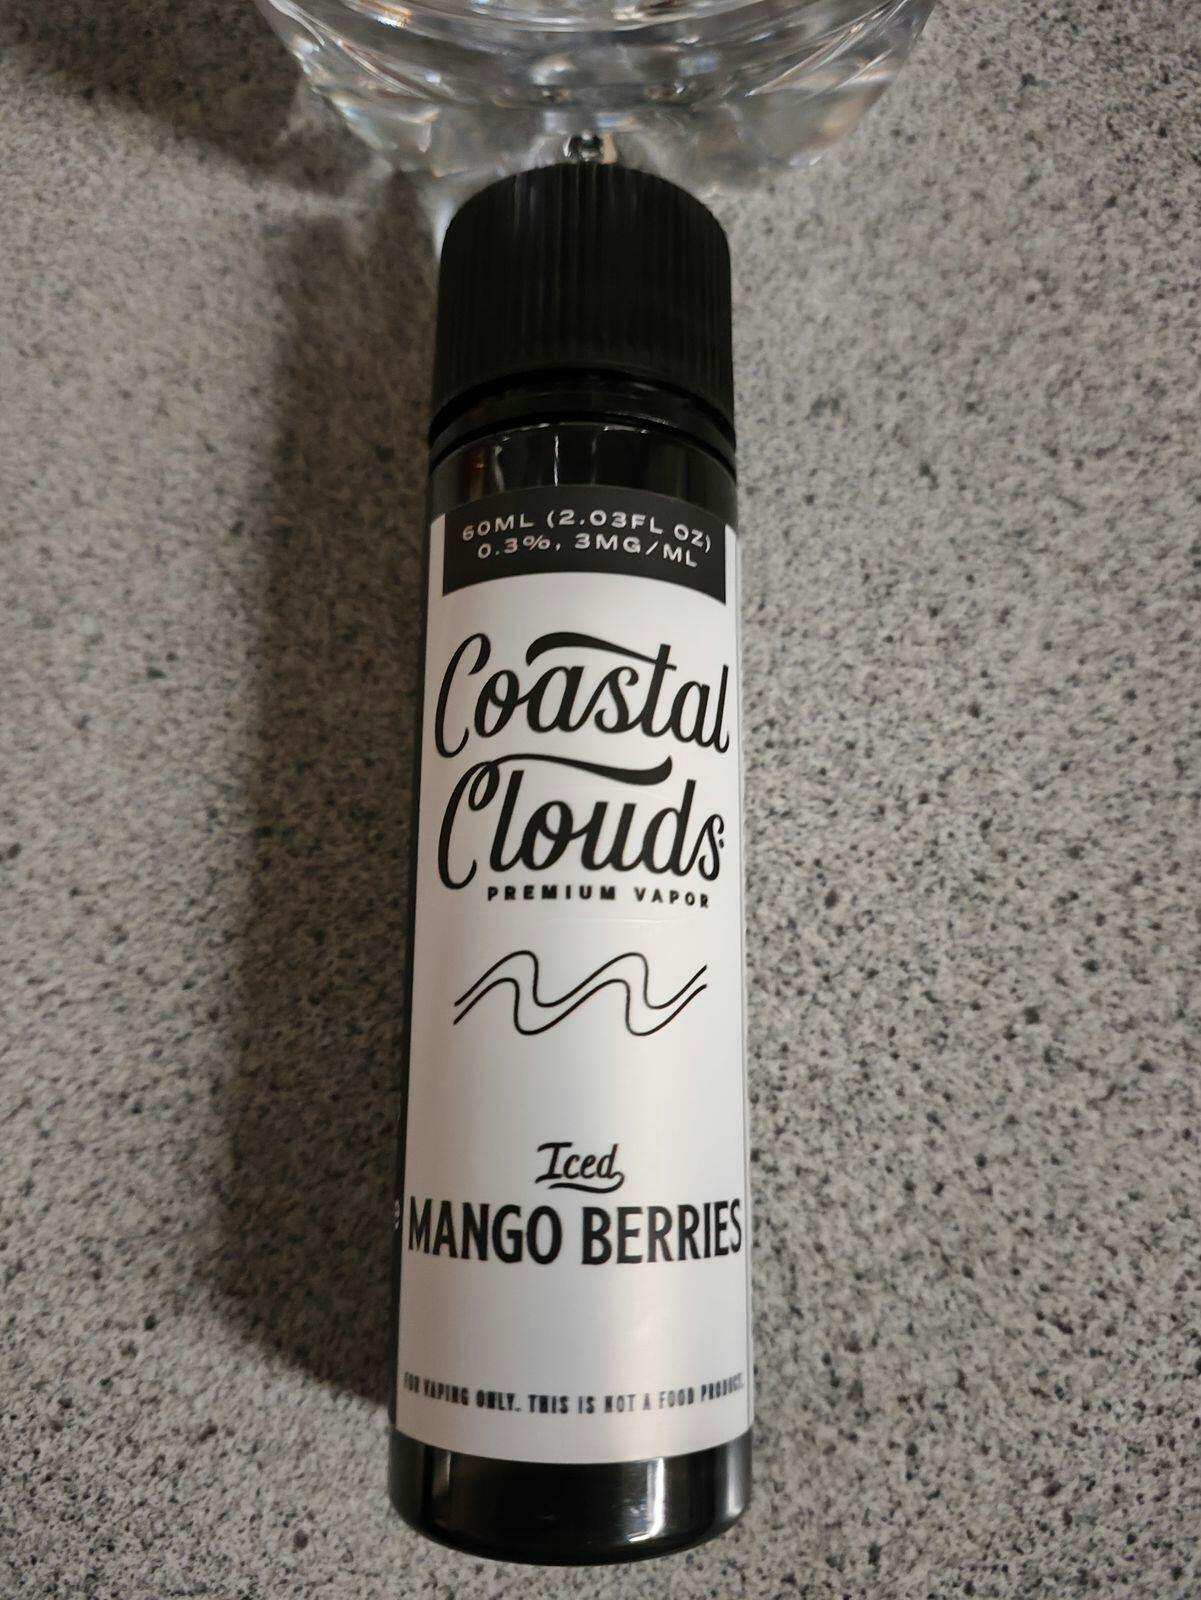 60ML (2.03FL OZ)
0.3%, 3MG/ML
Coastal
Clouds
PREMIUM VAPOR
Iced
MANGO BERRIES
FOR VAPING ONLY. THIS IS NOT A FOOD PRODUCT.